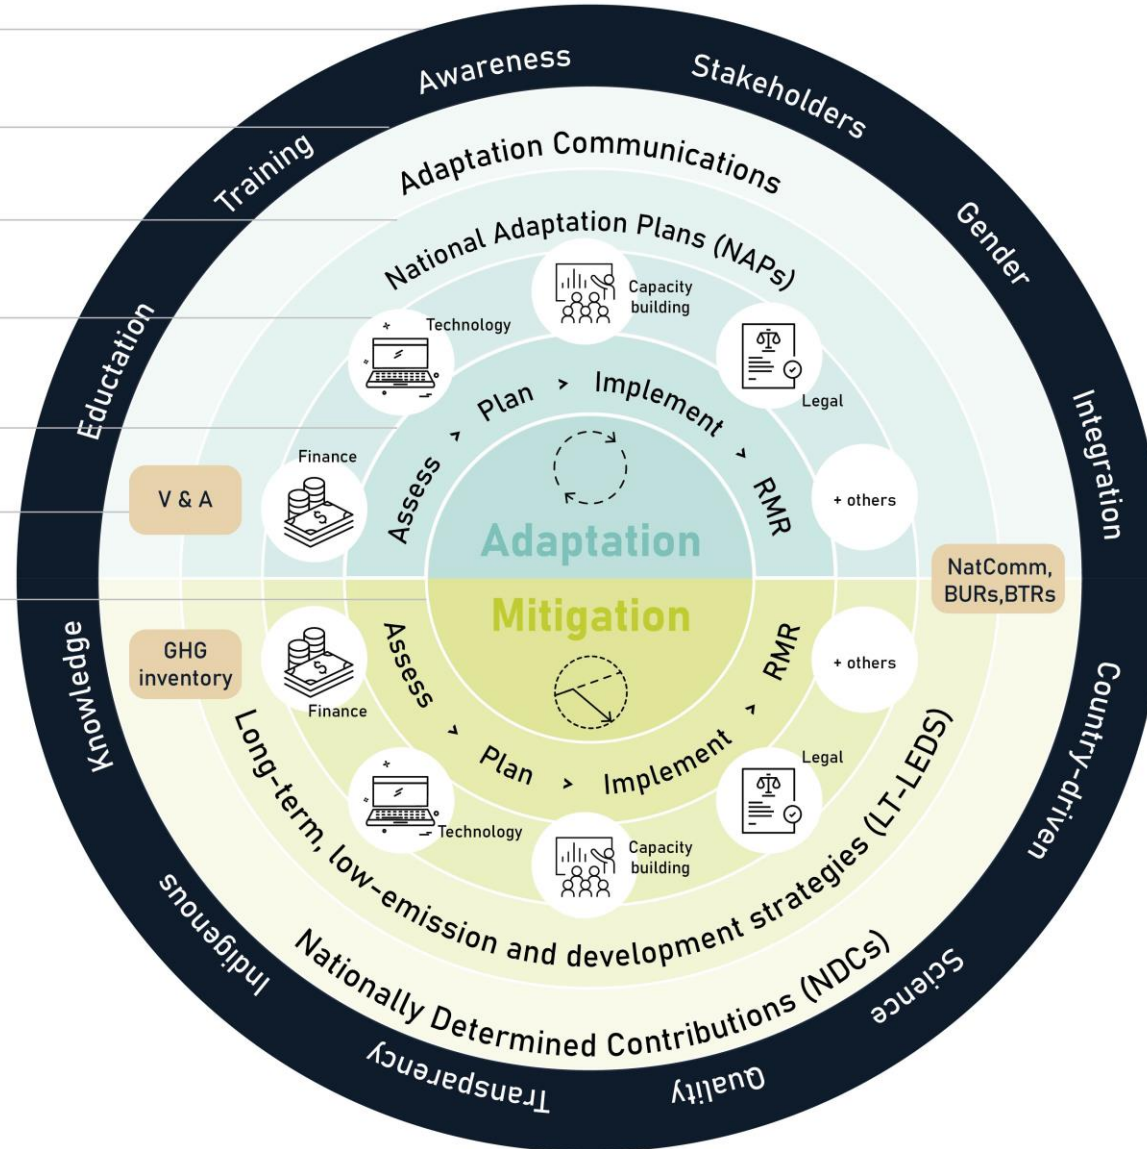 Awareness
Stakeholders
Training
Gender
Eductation
Integration
Knowledge
Country-driven
Indigenous
Science
Transparency
Quality
Adaptation Communications
National Adaptation Plans (NAPs)
Capacity
building
Technology
Legal
Finance
+ others
Assess > Plan > Implement > RMR
V & A
Adaptation
NatComm,
BURs,BTRs
Mitigation
GHG
inventory
Assess > Plan > Implement > RMR
+ others
Finance
Legal
Technology
Capacity
building
Long-term, low-emission and development strategies (LT-LEDS)
Nationally Determined Contributions (NDCs)